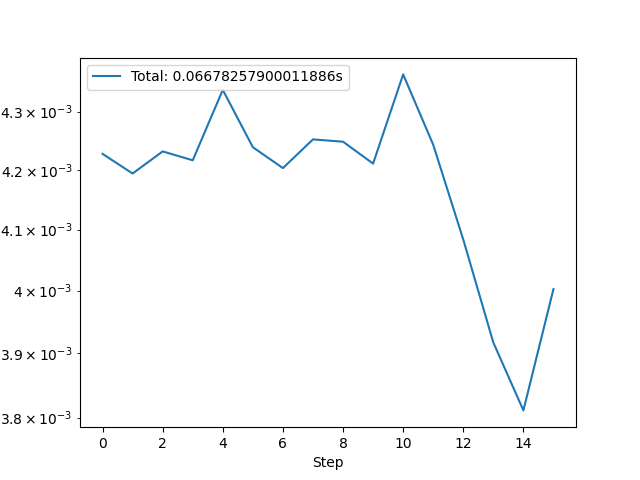 Total: 0.06678257900011886s
4.3 × 10⁻³
4.2 × 10⁻³
4.1 × 10⁻³
4 × 10⁻³
3.9 × 10⁻³
3.8 × 10⁻³
0 2 4 6 8 10 12 14
Step